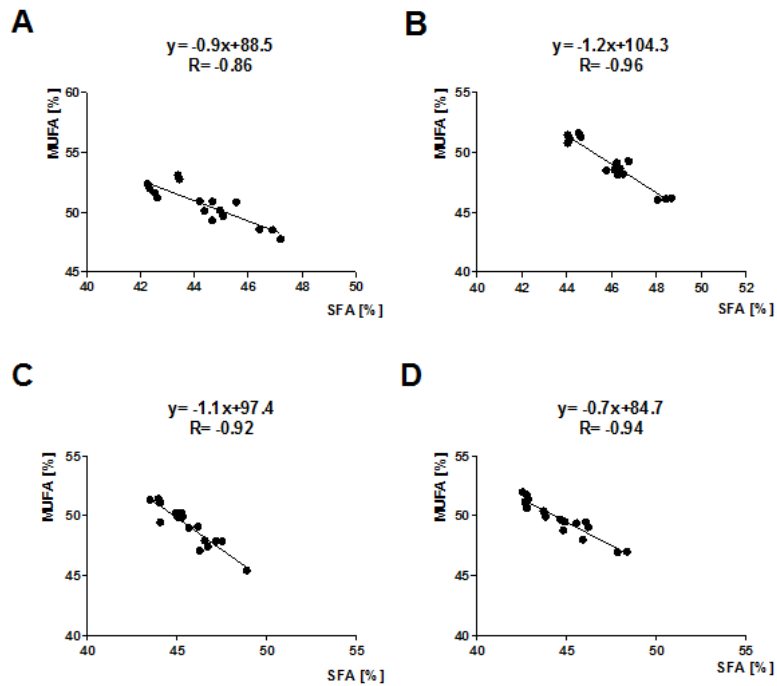 A
y= -0.9x+88.5
R= -0.86
MUFA [%]
60
55
50
45
40
42
44
46
48
50
SFA [%]
B
y= -1.2x+104.3
R= -0.96
MUFA [%]
55
50
45
40
40
42
44
46
48
50
52
SFA [%]
C
y= -1.1x+97.4
R= -0.92
MUFA [%]
55
50
45
40
40
45
50
55
SFA [%]
D
y= -0.7x+84.7
R= -0.94
MUFA [%]
55
50
45
40
40
45
50
55
SFA [%]